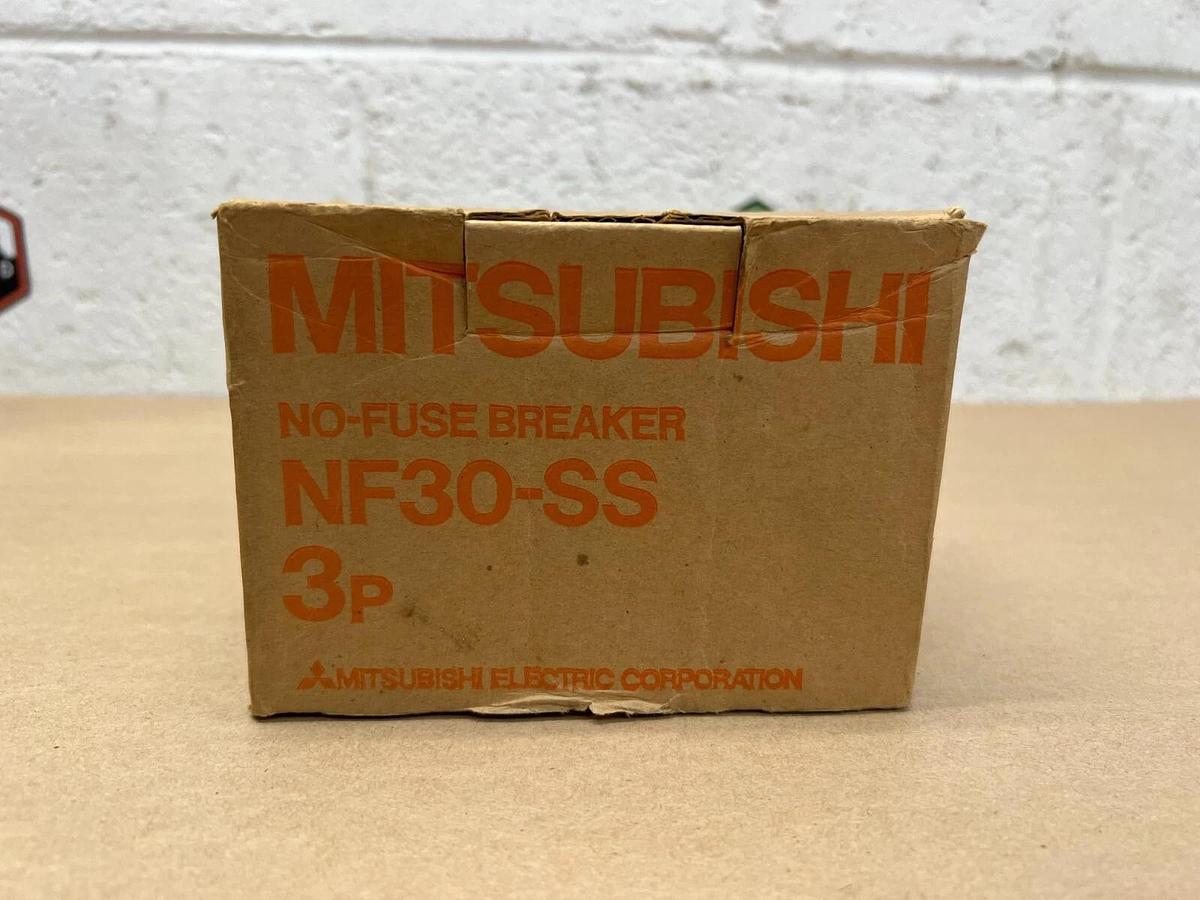 MITSUBISHI
NO-FUSE BREAKER
NF30-SS
3P
MITSUBISHI ELECTRIC CORPORATION